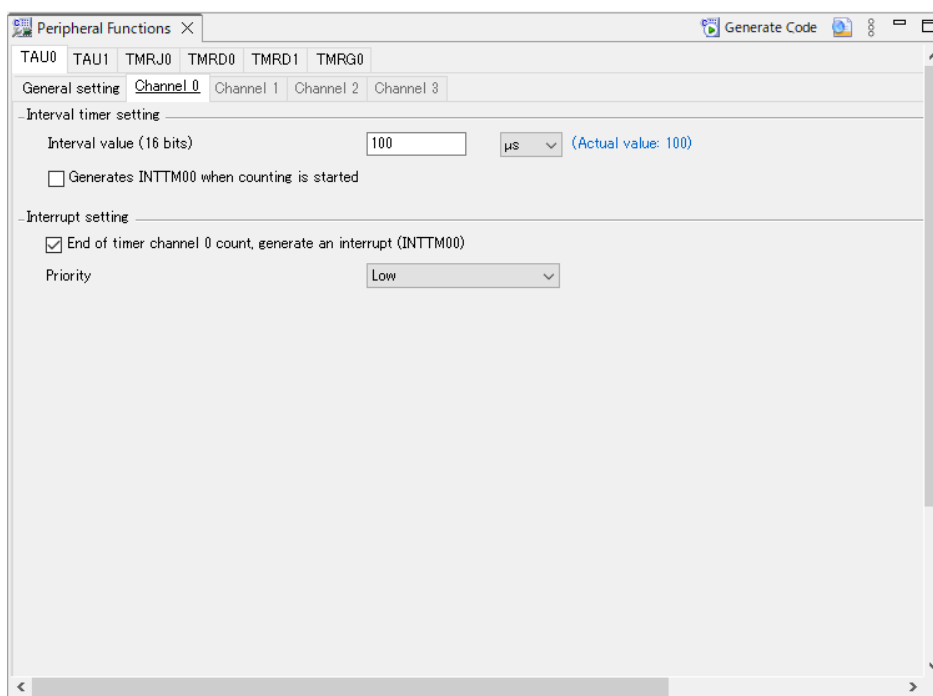 Peripheral Functions
Generate Code
TAU0 TAU1 TMRJ0 TMRD0 TMRD1 TMRG0
General setting Channel 0 Channel 1 Channel 2 Channel 3
Interval timer setting
Interval value (16 bits) 100 µs (Actual value: 100)
Generates INTTM00 when counting is started
Interrupt setting
End of timer channel 0 count, generate an interrupt (INTTM00)
Priority Low